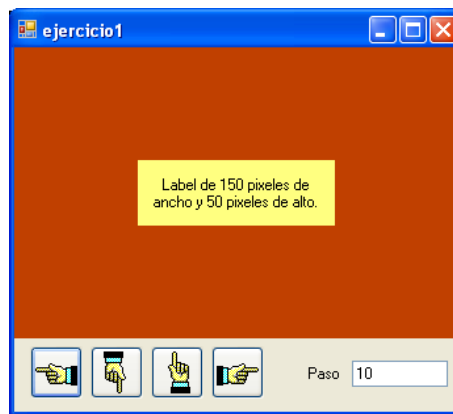 ejercicio1
Label de 150 pixeles de
ancho y 50 pixeles de alto.
Paso 10